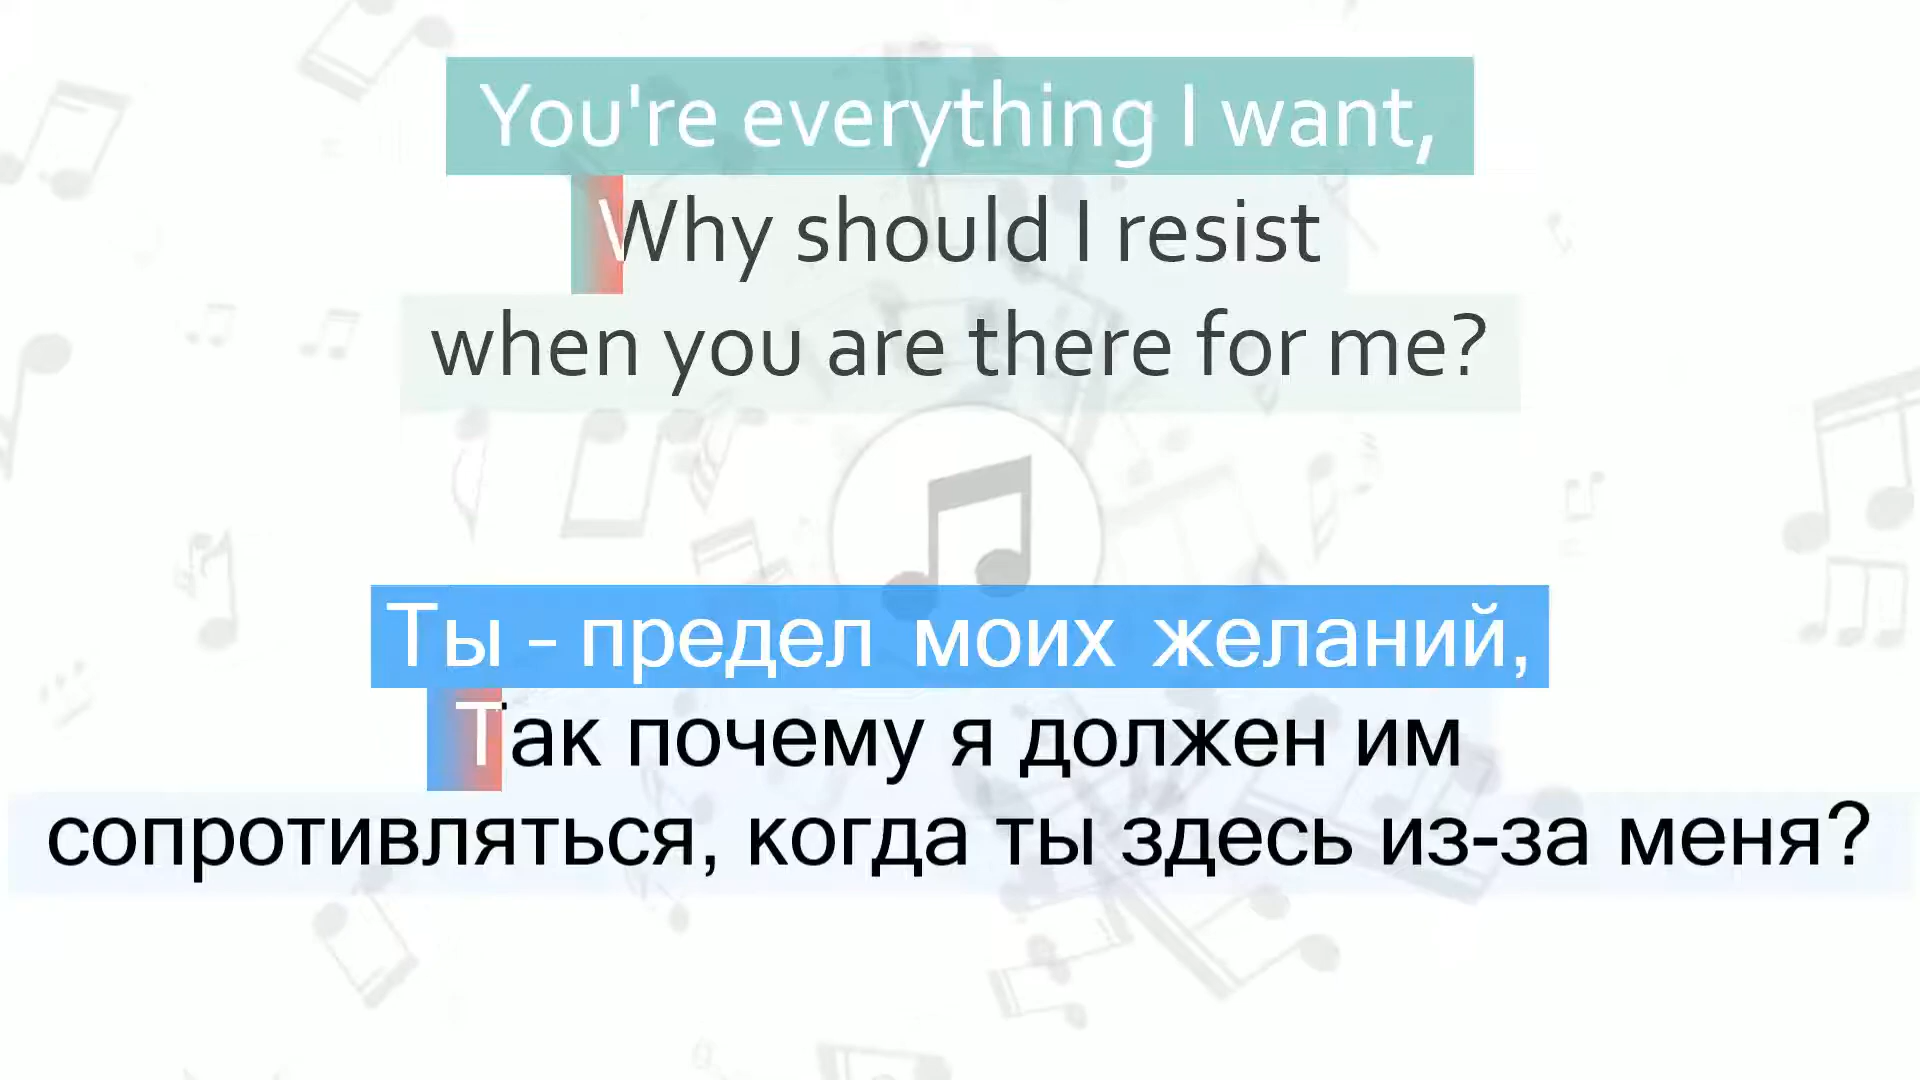 You're everything I want,
Why should I resist
when you are there for me?
Ты - предел моих желаний,
Так почему я должен им
сопротивляться, когда ты здесь из-за меня?